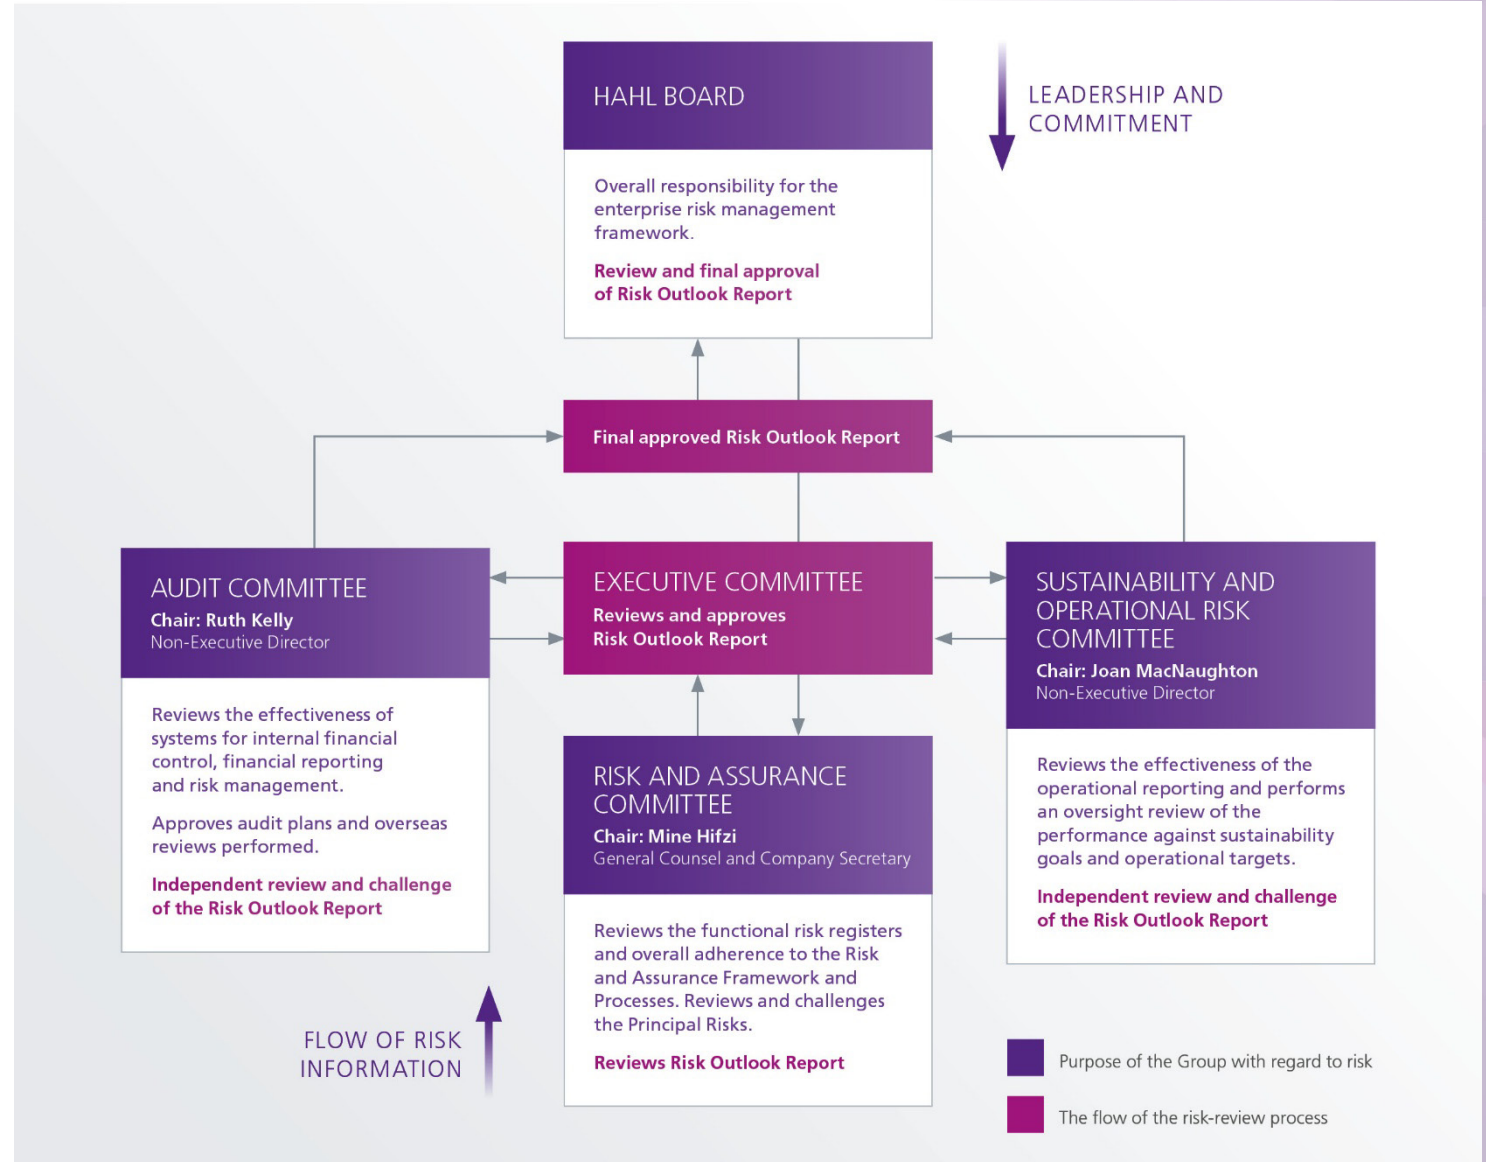 HAHL BOARD
Overall responsibility for the
enterprise risk management
framework.
Review and final approval
of Risk Outlook Report
LEADERSHIP AND
COMMITMENT
Final approved Risk Outlook Report
AUDIT COMMITTEE
Chair: Ruth Kelly
Non-Executive Director
Reviews the effectiveness of
systems for internal financial
control, financial reporting
and risk management.
Approves audit plans and overseas
reviews performed.
Independent review and challenge
of the Risk Outlook Report
EXECUTIVE COMMITTEE
Reviews and approves
Risk Outlook Report
SUSTAINABILITY AND
OPERATIONAL RISK
COMMITTEE
Chair: Joan MacNaughton
Non-Executive Director
Reviews the effectiveness of the
operational reporting and performs
an oversight review of the
performance against sustainability
goals and operational targets.
Independent review and challenge
of the Risk Outlook Report
RISK AND ASSURANCE
COMMITTEE
Chair: Mine Hifzi
General Counsel and Company Secretary
Reviews the functional risk registers
and overall adherence to the Risk
and Assurance Framework and
Processes. Reviews and challenges
the Principal Risks.
Reviews Risk Outlook Report
FLOW OF RISK
INFORMATION
Purpose of the Group with regard to risk
The flow of the risk-review process